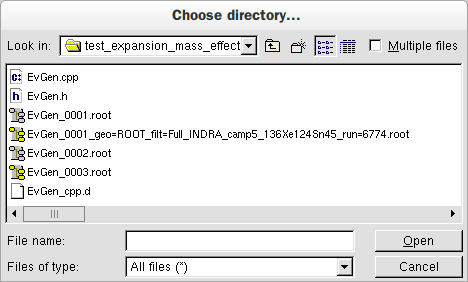 Choose directory...
Look in: test_expansion_mass_effect Multiple files
EvGen.cpp
EvGen.h
EvGen_0001.root
EvGen_0001_geo=ROOT_filt=Full_INDRA_camp5_136Xe124Sn45_run=6774.root
EvGen_0002.root
EvGen_0003.root
EvGen_cpp.d
File name: Open
Files of type: All files (*) Cancel